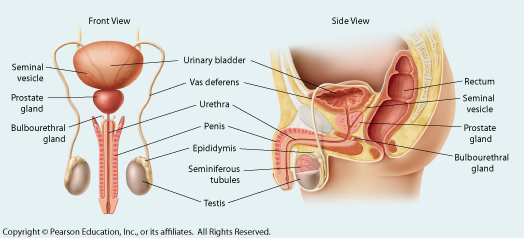 Front View
Side View
Seminal
vesicle
Prostate
gland
Bulbourethral
gland
Urinary bladder
Vas deferens
Urethra
Penis
Epididymis
Seminiferous
tubules
Testis
Rectum
Seminal
vesicle
Prostate
gland
Bulbourethral
gland
Copyright © Pearson Education, Inc., or its affiliates. All Rights Reserved.